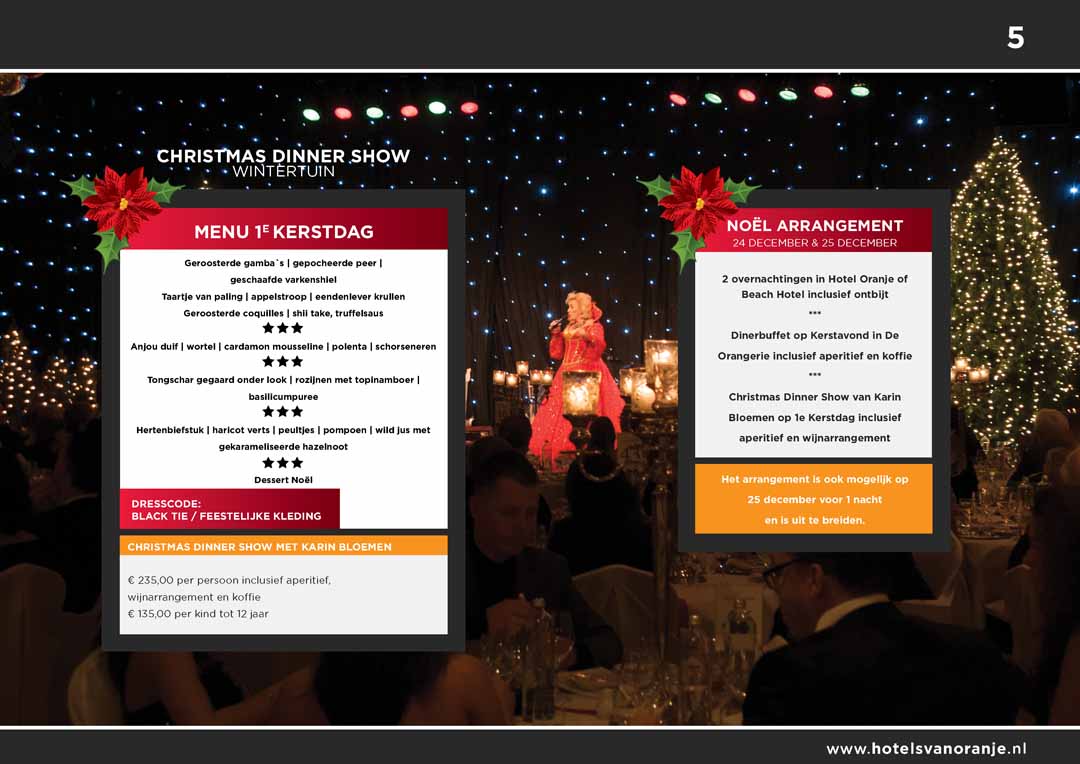 5
CHRISTMAS DINNER SHOW
WINTERTUIN
MENU 1E KERSTDAG
Geroosterde gamba`s | gepocheerde peer |
geschaafde varkenshiel
Taartje van paling | appelstroop | eendenlever krullen
Geroosterde coquilles | shii take, truffelsaus
★★★
Anjou duif | wortel | cardamon mousseline | polenta | schorseneren
★★★
Tongschar gegaard onder look | rozijnen met topinamboer |
basilicumpuree
★★★
Hertenbiefstuk | haricot verts | peultjes | pompoen | wild jus met
gekarameliseerde hazelnoot
★★★
Dessert Noël
DRESSCODE:
BLACK TIE / FEESTELIJKE KLEDING
CHRISTMAS DINNER SHOW MET KARIN BLOEMEN
€ 235,00 per persoon inclusief aperitief,
wijnarrangement en koffie
€ 135,00 per kind tot 12 jaar
NOËL ARRANGEMENT
24 DECEMBER & 25 DECEMBER
2 overnachtingen in Hotel Oranje of
Beach Hotel inclusief ontbijt
***
Dinerbuffet op Kerstavond in De
Orangerie inclusief aperitief en koffie
***
Christmas Dinner Show van Karin
Bloemen op 1e Kerstdag inclusief
aperitief en wijnarrangement
Het arrangement is ook mogelijk op
25 december voor 1 nacht
en is uit te breiden.
www.hotelsvanoranje.nl